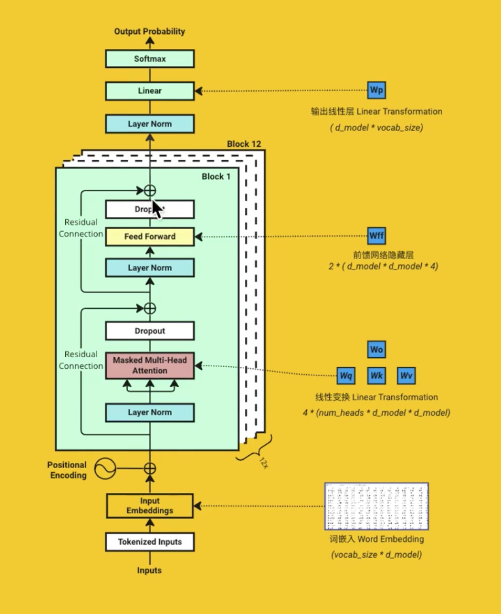 Output Probability
Softmax
Linear
Wp
输出线性层 Linear Transformation
( d_model * vocab_size)
Layer Norm
Block 12
Block 1
Residual
Connection
Feed Forward
Wff
前馈网络隐藏层
2 * ( d_model * d_model * 4)
Layer Norm
Dropout
Residual
Connection
Masked Multi-Head
Attention
Wo
Wq Wk Wv
线性变换 Linear Transformation
4 * (num_heads * d_model * d_model)
Layer Norm
12x
Positional
Encoding
Input
Embeddings
词嵌入 Word Embedding
(vocab_size * d_model)
Tokenized Inputs
Inputs